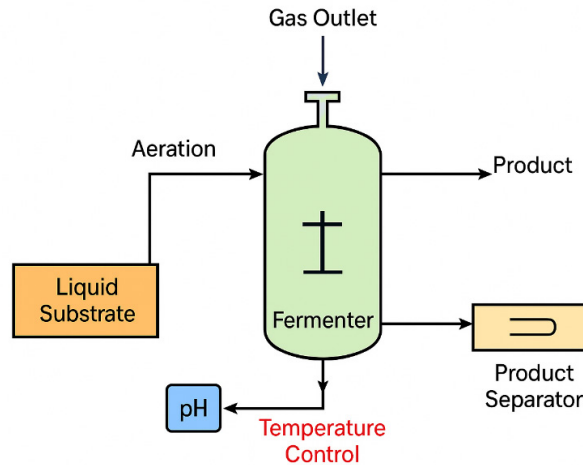 Gas Outlet
Aeration
Product
Liquid
Substrate
Fermenter
Product
Separator
pH
Temperature
Control